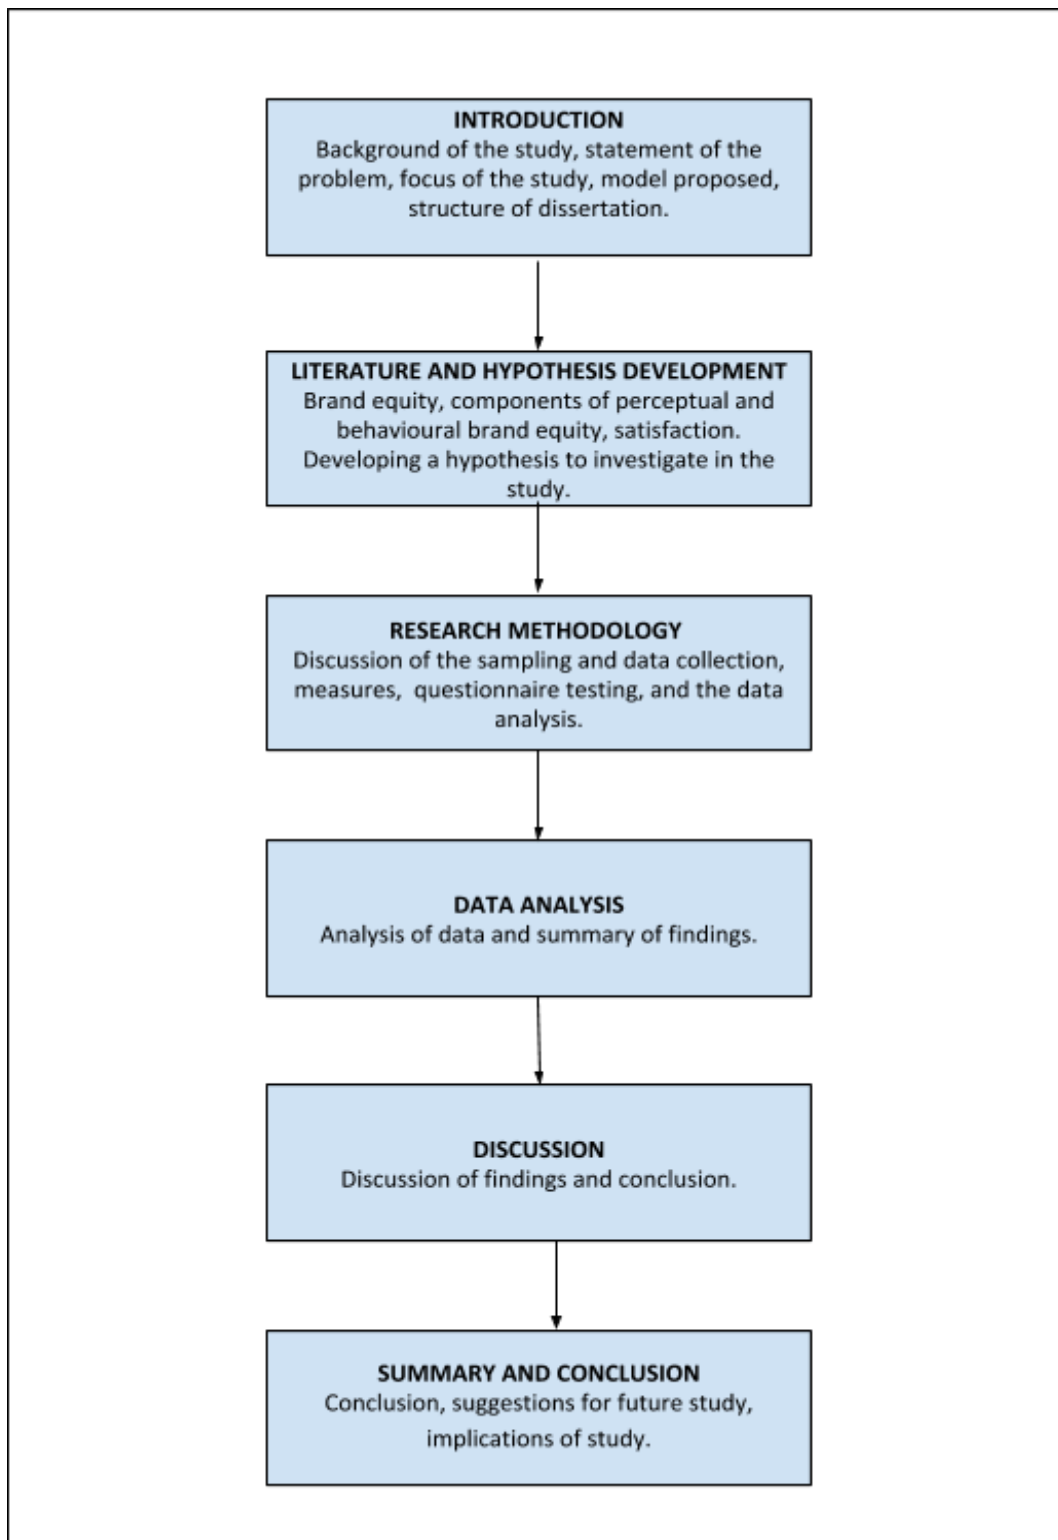 INTRODUCTION
Background of the study, statement of the
problem, focus of the study, model proposed,
structure of dissertation.
LITERATURE AND HYPOTHESIS DEVELOPMENT
Brand equity, components of perceptual and
behavioural brand equity, satisfaction.
Developing a hypothesis to investigate in the
study.
RESEARCH METHODOLOGY
Discussion of the sampling and data collection,
measures,  questionnaire testing, and the data
analysis.
DATA ANALYSIS
Analysis of data and summary of findings.
DISCUSSION
Discussion of findings and conclusion.
SUMMARY AND CONCLUSION
Conclusion, suggestions for future study,
implications of study.